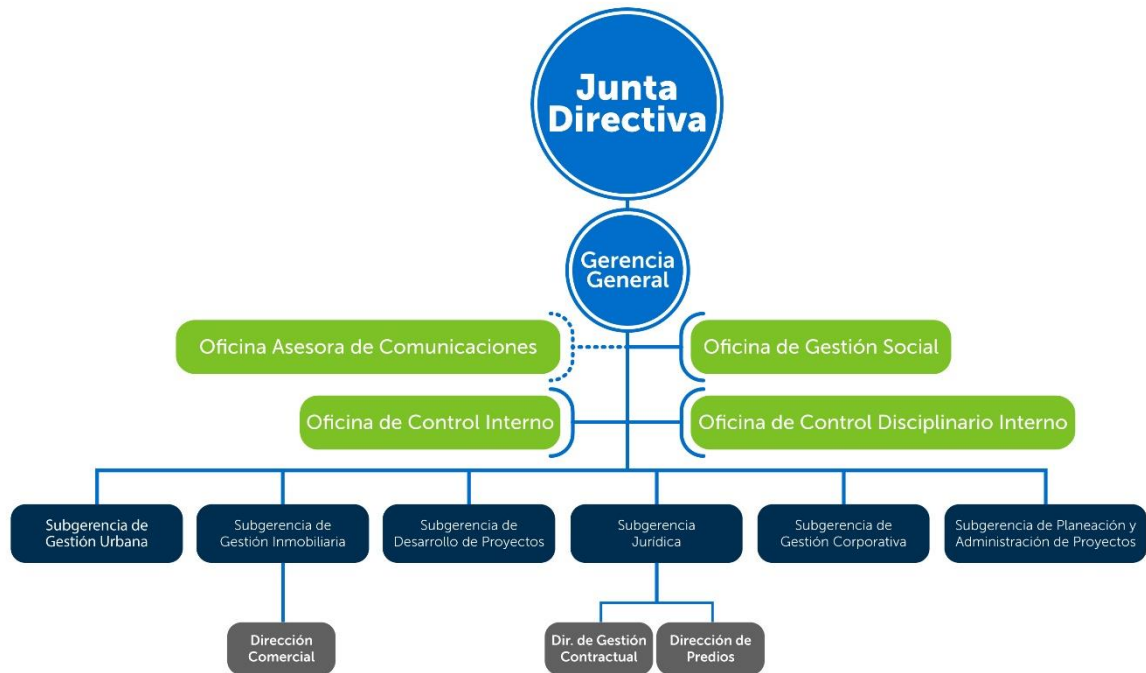 Junta
Directiva
Gerencia
General
Oficina Asesora de Comunicaciones
Oficina de Gestión Social
Oficina de Control Interno
Oficina de Control Disciplinario Interno
Subgerencia de
Gestión Urbana
Subgerencia de
Gestión Inmobiliaria
Subgerencia de
Desarrollo de Proyectos
Subgerencia
Jurídica
Subgerencia de
Gestión Corporativa
Subgerencia de Planeación y
Administración de Proyectos
Dirección
Comercial
Dir. de Gestión
Contractual
Dirección de
Predios